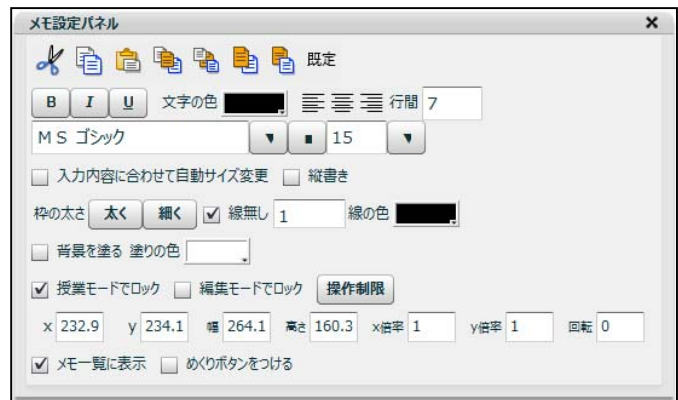 メモ設定パネル ×
既定
B I U 文字の色 行間 7
ＭＳ ゴシック ▼ ■ 15 ▼
入力内容に合わせて自動サイズ変更 縦書き
枠の太さ 太く 細く 線無し 1 線の色
背景を塗る 塗りの色
授業モードでロック 編集モードでロック 操作制限
x 232.9 y 234.1 幅 264.1 高さ 160.3 x倍率 1 y倍率 1 回転 0
メモ一覧に表示 めくりボタンをつける